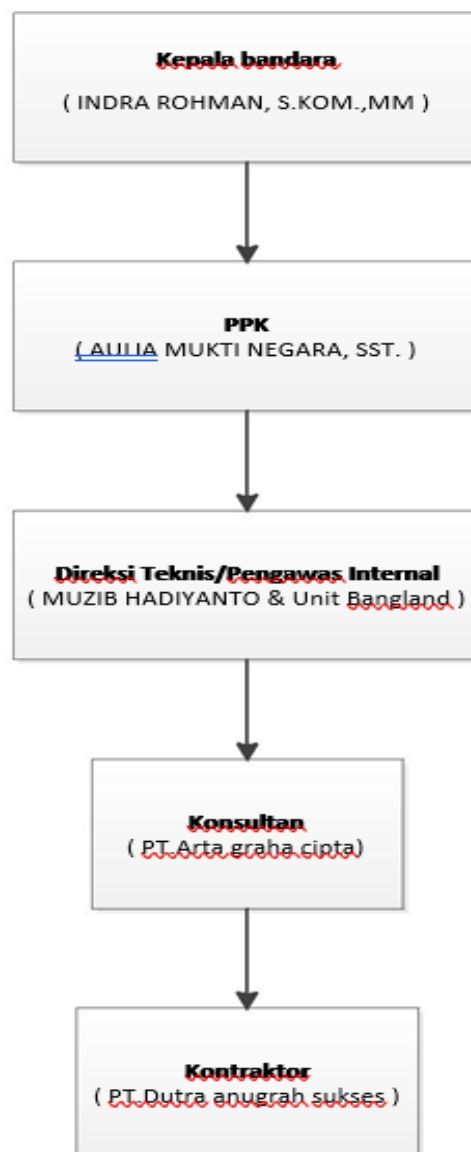 Kepala bandara
( INDRA ROHMAN, S.KOM.,MM )
PPK
( AULIA MUKTI NEGARA, SST. )
Direksi Teknis/Pengawas Internal
( MUZIB HADIYANTO & Unit Bangland )
Konsultan
( PT.Arta graha cipta)
Kontraktor
( PT.Dutra anugrah sukses )